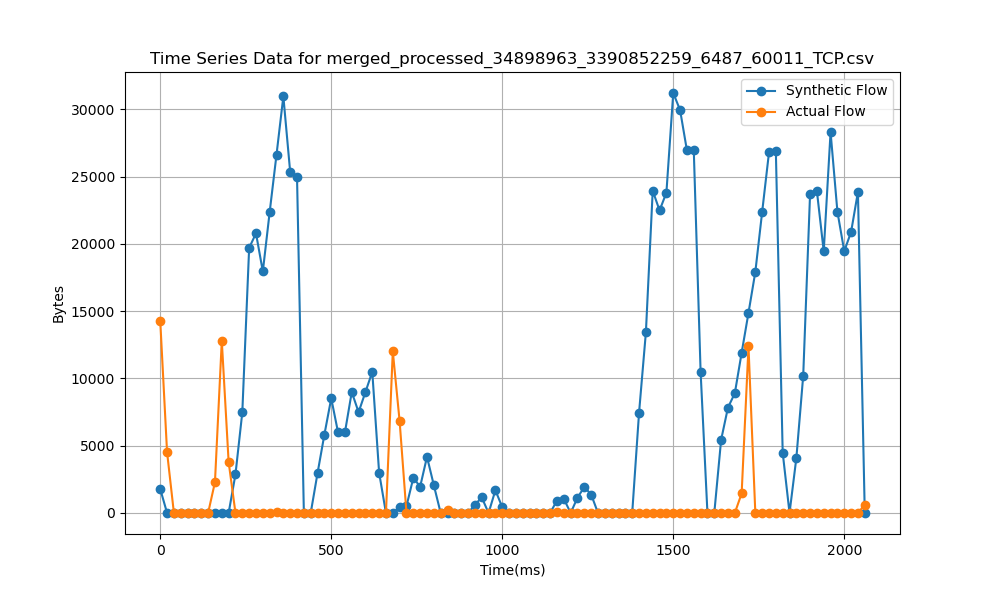 Time Series Data for merged_processed_34898963_3390852259_6487_60011_TCP.csv
Synthetic Flow
Actual Flow
30000
25000
20000
15000
10000
5000
0
Bytes
0 500 1000 1500 2000
Time(ms)